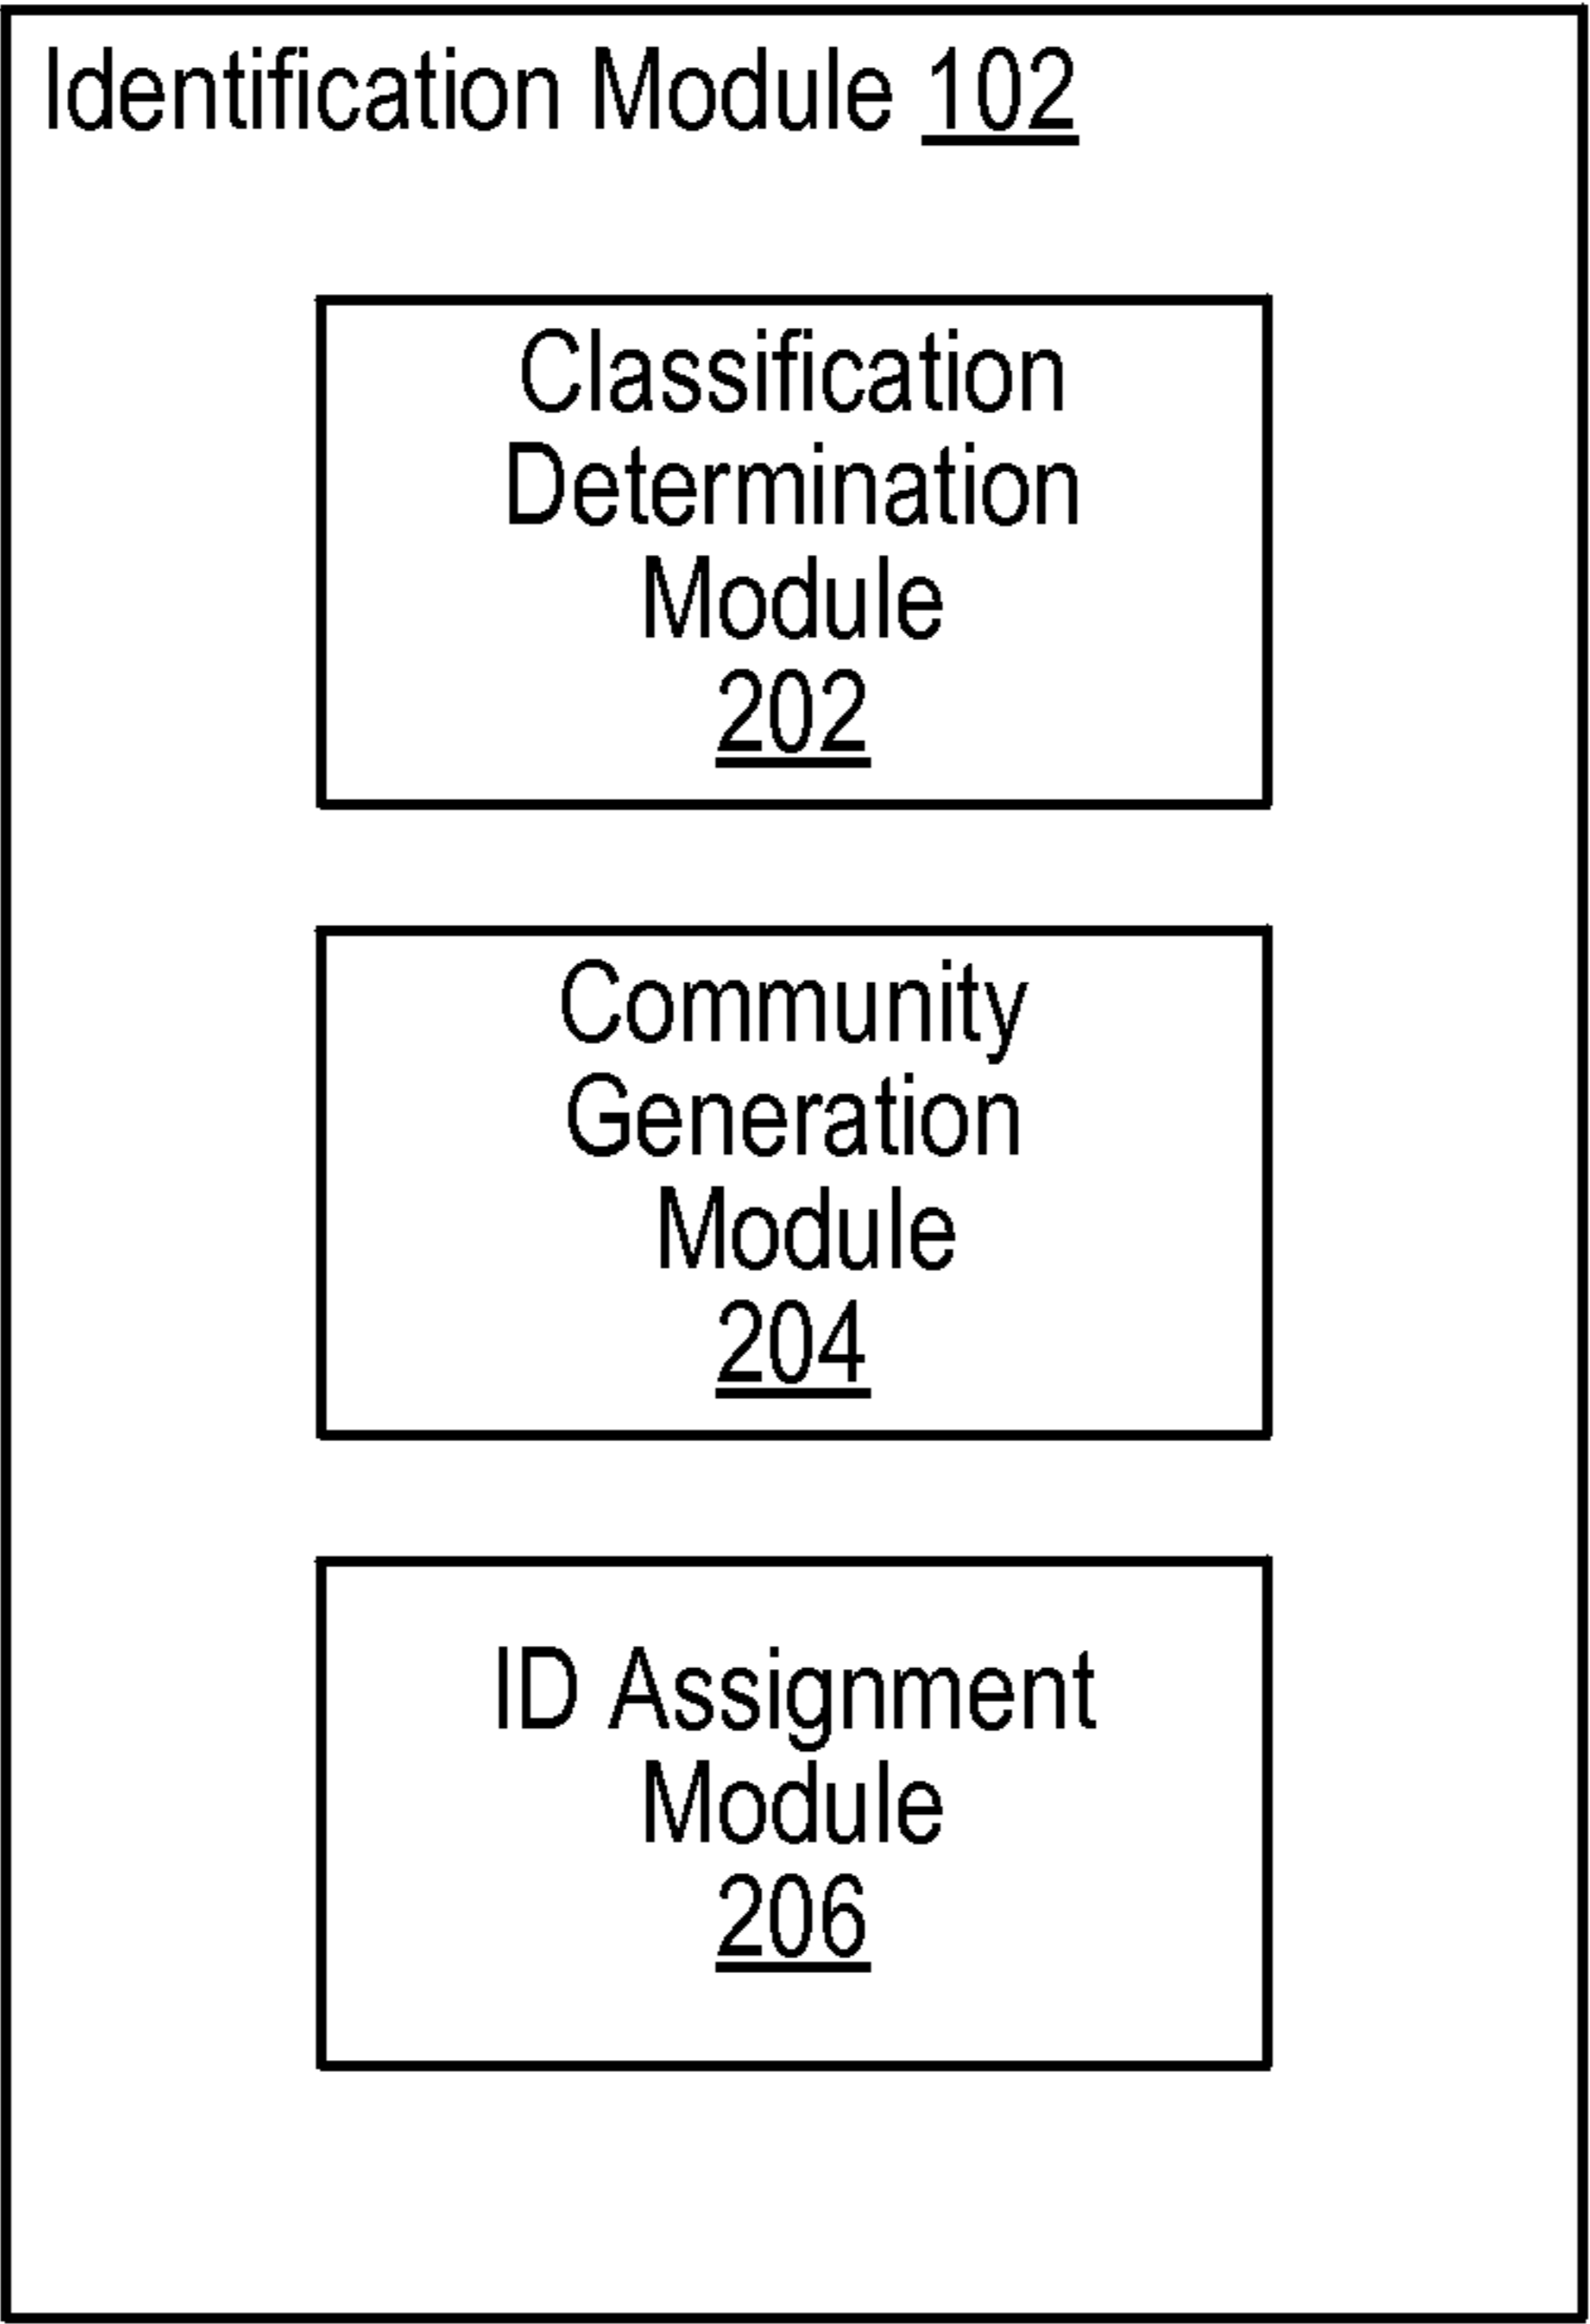 Identification Module 102
Classification
Determination
Module
202
Community
Generation
Module
204
ID Assignment
Module
206